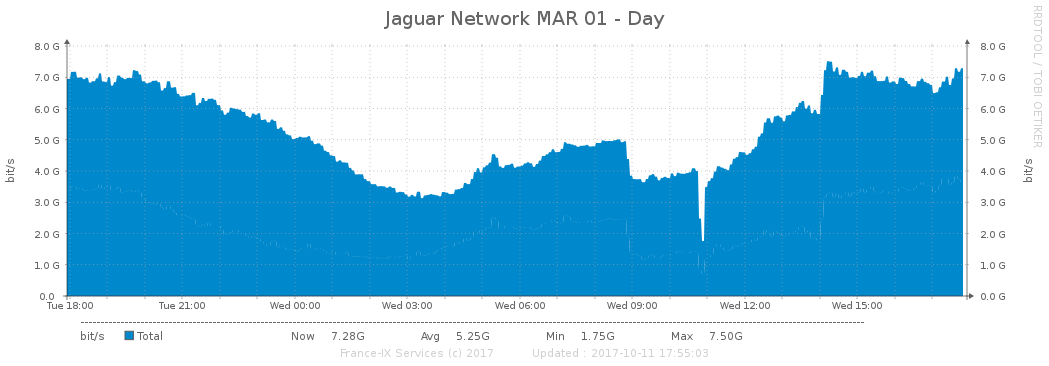 Jaguar Network MAR 01 - Day
RRDTOOL / TOBI OETIKER
bit/s
bit/s
8.0 G 8.0 G
7.0 G 7.0 G
6.0 G 6.0 G
5.0 G 5.0 G
4.0 G 4.0 G
3.0 G 3.0 G
2.0 G 2.0 G
1.0 G 1.0 G
0.0 0.0 G
Tue 18:00 Tue 21:00 Wed 00:00 Wed 03:00 Wed 06:00 Wed 09:00 Wed 12:00 Wed 15:00
bit/s Total Now 7.28G Avg 5.25G Min 1.75G Max 7.50G
France-IX Services (c) 2017 Updated : 2017-10-11 17:55:03